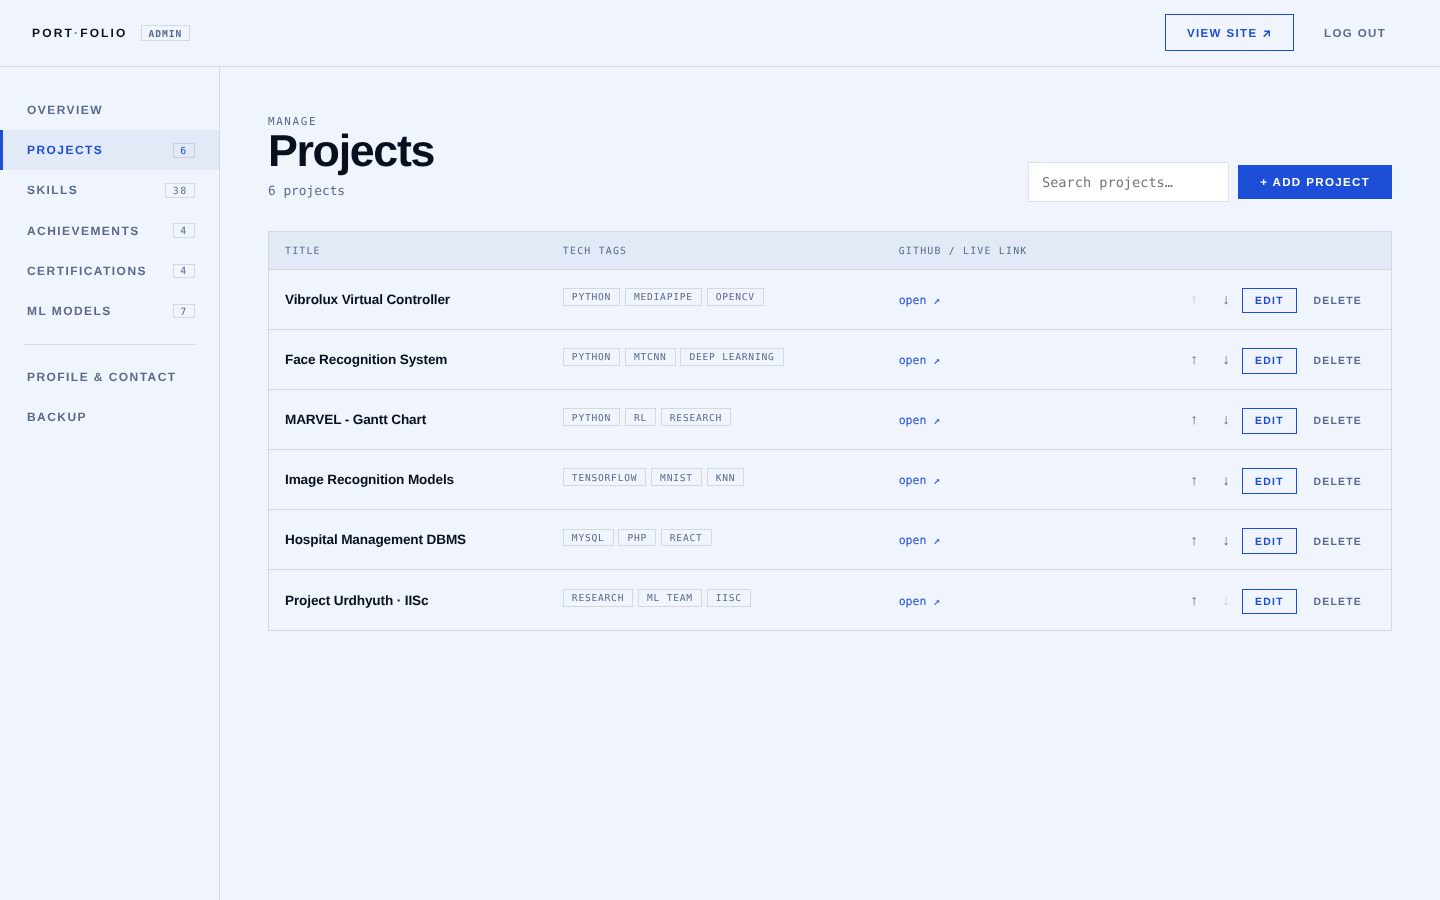 PORT·FOLIO ADMIN
VIEW SITE ↗ LOG OUT
OVERVIEW
PROJECTS 6
SKILLS 38
ACHIEVEMENTS 4
CERTIFICATIONS 4
ML MODELS 7
PROFILE & CONTACT
BACKUP
MANAGE
Projects
6 projects
Search projects… + ADD PROJECT
TITLE TECH TAGS GITHUB / LIVE LINK
Vibrolux Virtual Controller PYTHON MEDIAPIPE OPENCV open ↗ ↑ ↓ EDIT DELETE
Face Recognition System PYTHON MTCNN DEEP LEARNING open ↗ ↑ ↓ EDIT DELETE
MARVEL - Gantt Chart PYTHON RL RESEARCH open ↗ ↑ ↓ EDIT DELETE
Image Recognition Models TENSORFLOW MNIST KNN open ↗ ↑ ↓ EDIT DELETE
Hospital Management DBMS MYSQL PHP REACT open ↗ ↑ ↓ EDIT DELETE
Project Urdhyuth · IISc RESEARCH ML TEAM IISC open ↗ ↑ ↓ EDIT DELETE